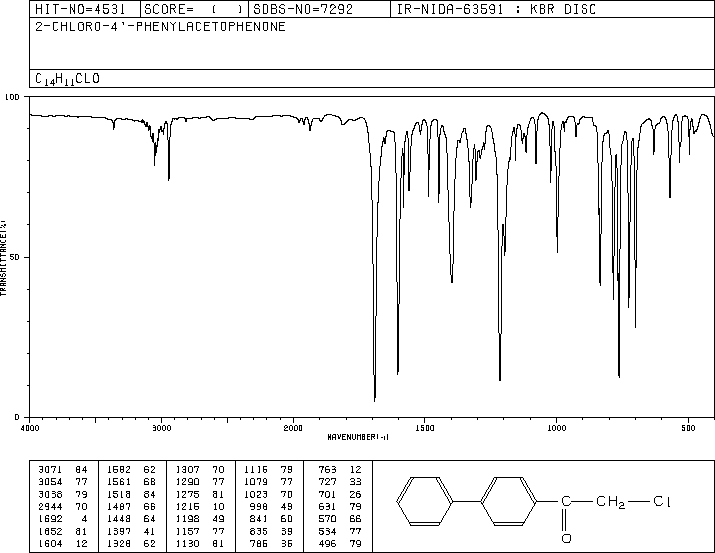 HIT-NO=4531 SCORE= ( ) SDBS-NO=7292 IR-NIDA-63591 : KBR DISC
2-CHLORO-4'-PHENYLACETOPHENONE
C14H11CLO
100
50
0
TRANSMITTANCE(%)
4000 3000 2000 1500 1000 500
WAVENUMBER(-1)
3071 84 1582 62 1307 70 1116 79 763 12
3054 77 1561 68 1290 77 1079 77 727 33
3038 79 1518 84 1275 81 1023 70 701 26
2944 70 1487 66 1216 10 998 49 631 79
1692 4 1448 64 1198 49 841 60 570 66
1652 81 1397 41 1157 77 835 39 534 77
1604 12 1328 62 1130 81 786 36 496 79
C CH2 Cl
O